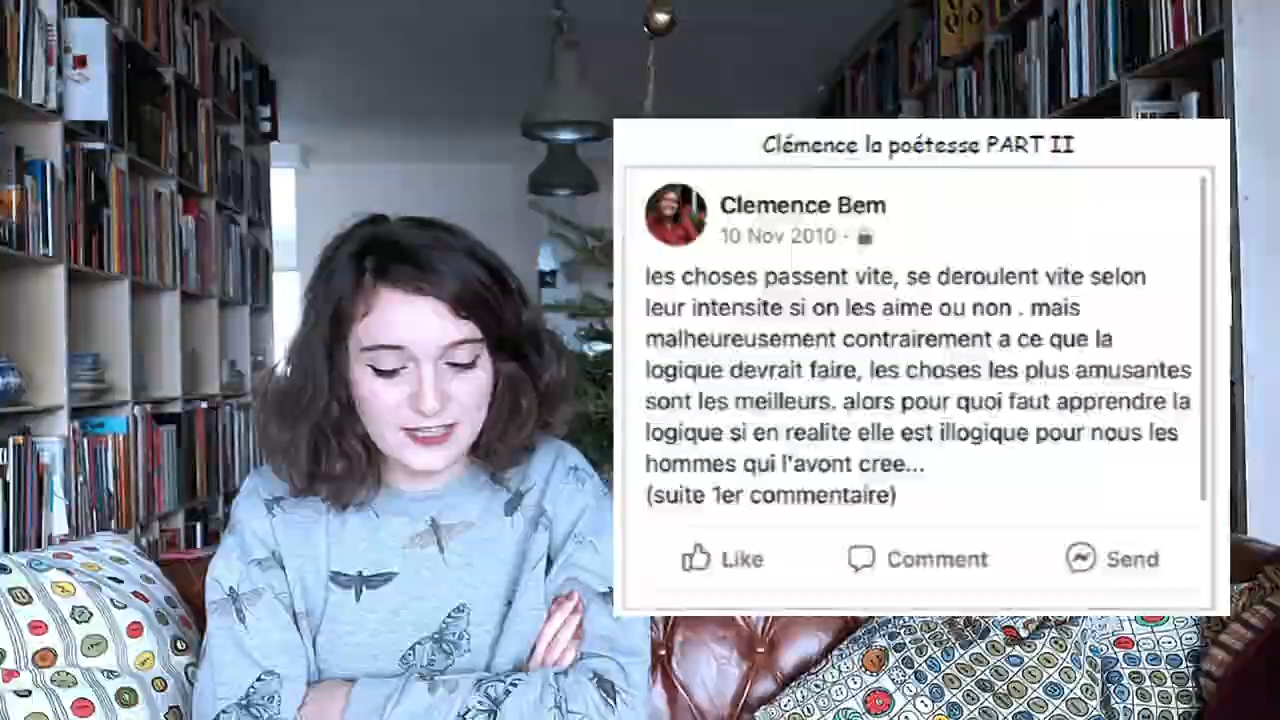 Clémence la poétesse PART II
Clemence Bem
10 Nov 2010 ·
les choses passent vite, se deroulent vite selon
leur intensite si on les aime ou non . mais
malheureusement contrairement a ce que la
logique devrait faire, les choses les plus amusantes
sont les meilleurs. alors pour quoi faut apprendre la
logique si en realite elle est illogique pour nous les
hommes qui l'avont cree...
(suite 1er commentaire)
Like
Comment
Send